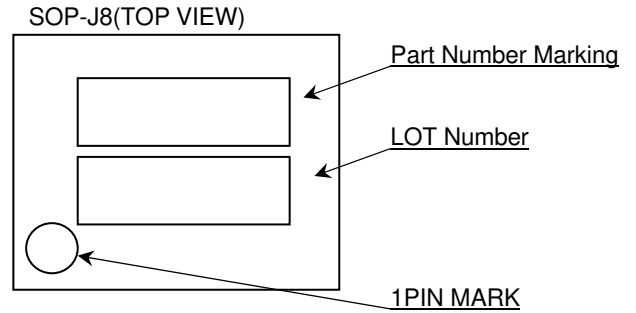 SOP-J8(TOP VIEW)
Part Number Marking
LOT Number
1PIN MARK